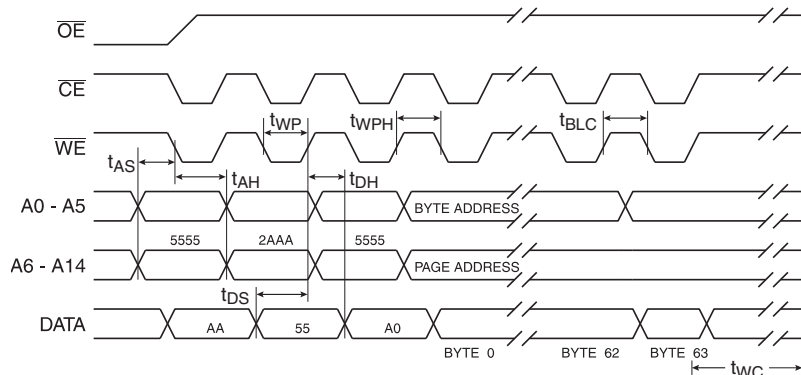 OE
CE
tWP tWPH tBLC
WE
tAS
tAH tDH
A0 - A5 BYTE ADDRESS
5555 2AAA 5555
A6 - A14 PAGE ADDRESS
tDS
DATA AA 55 A0
BYTE 0 BYTE 62 BYTE 63
tWC